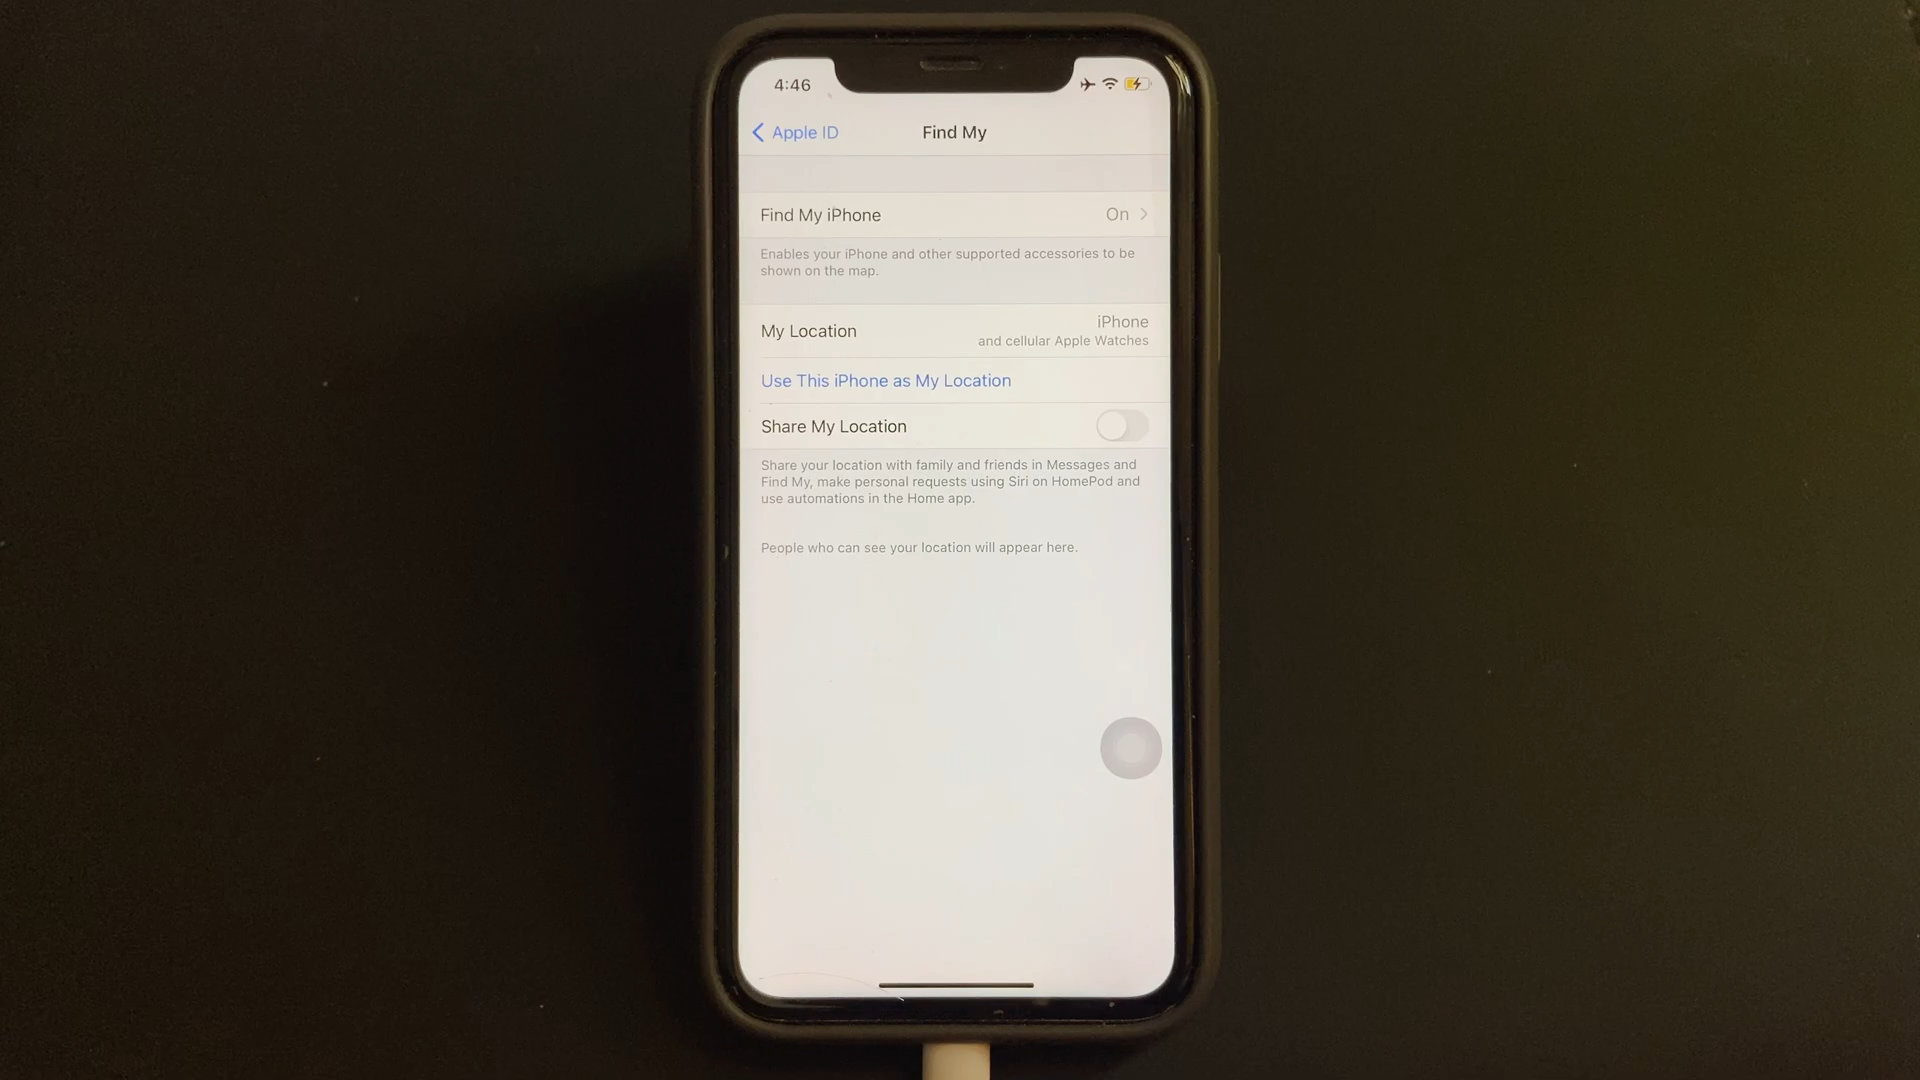 4:46
Apple ID
Find My
Find My iPhone
On
Enables your iPhone and other supported accessories to be
shown on the map.
My Location
iPhone
and cellular Apple Watches
Use This iPhone as My Location
Share My Location
Share your location with family and friends in Messages and
Find My, make personal requests using Siri on HomePod and
use automations in the Home app.
People who can see your location will appear here.